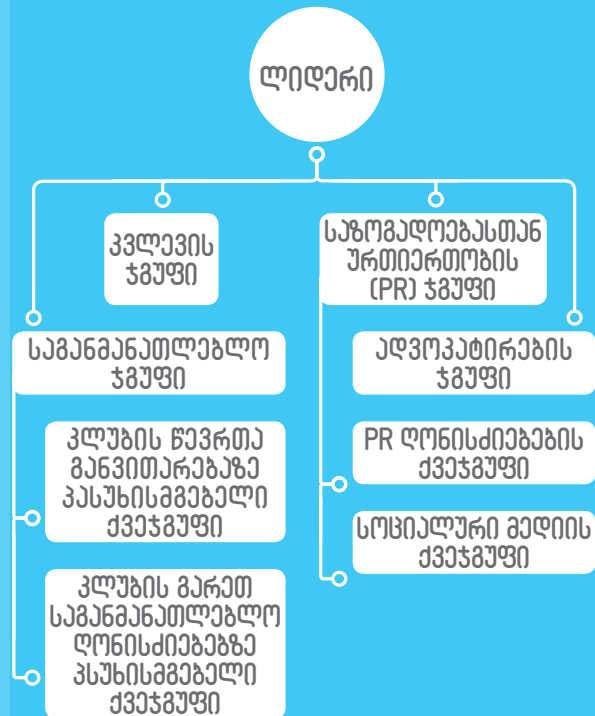 ლიდერი
კვლევის
ჯგუფი
საზოგადოებასთან
ურთიერთობის
(PR) ჯგუფი
საგანმანათლებლო
ჯგუფი
ადვოკატირების
ჯგუფი
კლუბის წევრთა
განვითარებაზე
პასუხისმგებელი
ქვეჯგუფი
PR ღონისძიებების
ქვეჯგუფი
სოციალური მედიის
ქვეჯგუფი
კლუბის გარეთ
საგანმანათლებლო
ღონისძიებებზე
პსუხისმგებელი
ქვეჯგუფი